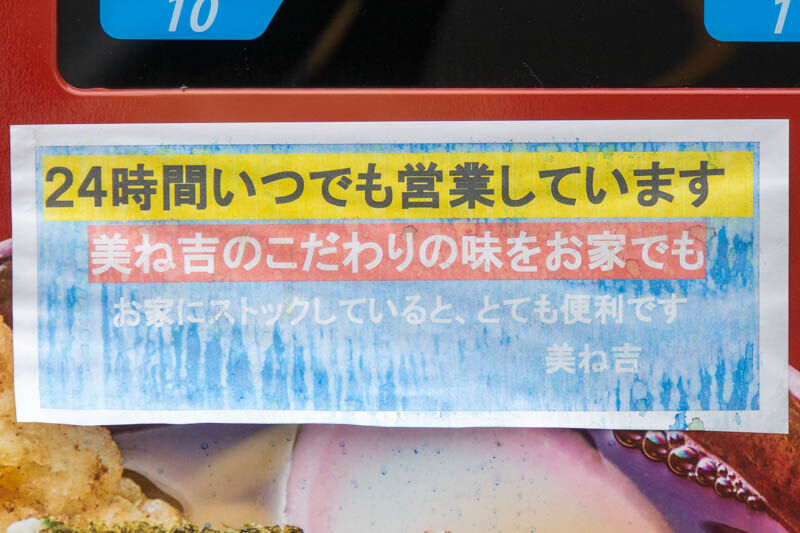 10
1
24時間いつでも営業しています
美ね吉のこだわりの味をお家でも
お家にストックしていると、とても便利です
美ね吉